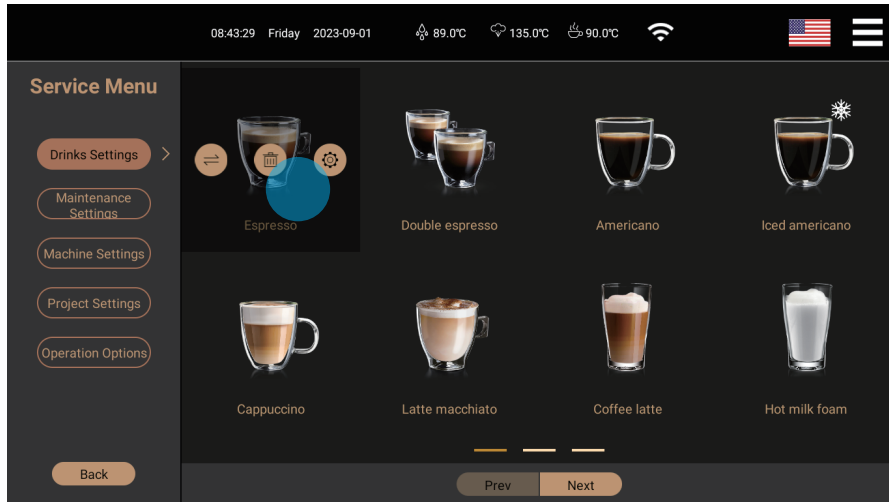 08:43:29 Friday 2023-09-01 89.0℃ 135.0℃ 90.0℃
Service Menu
Drinks Settings
Maintenance
Settings
Machine Settings
Project Settings
Operation Options
Back
Espresso Double espresso Americano Iced americano
Cappuccino Latte macchiato Coffee latte Hot milk foam
Prev Next